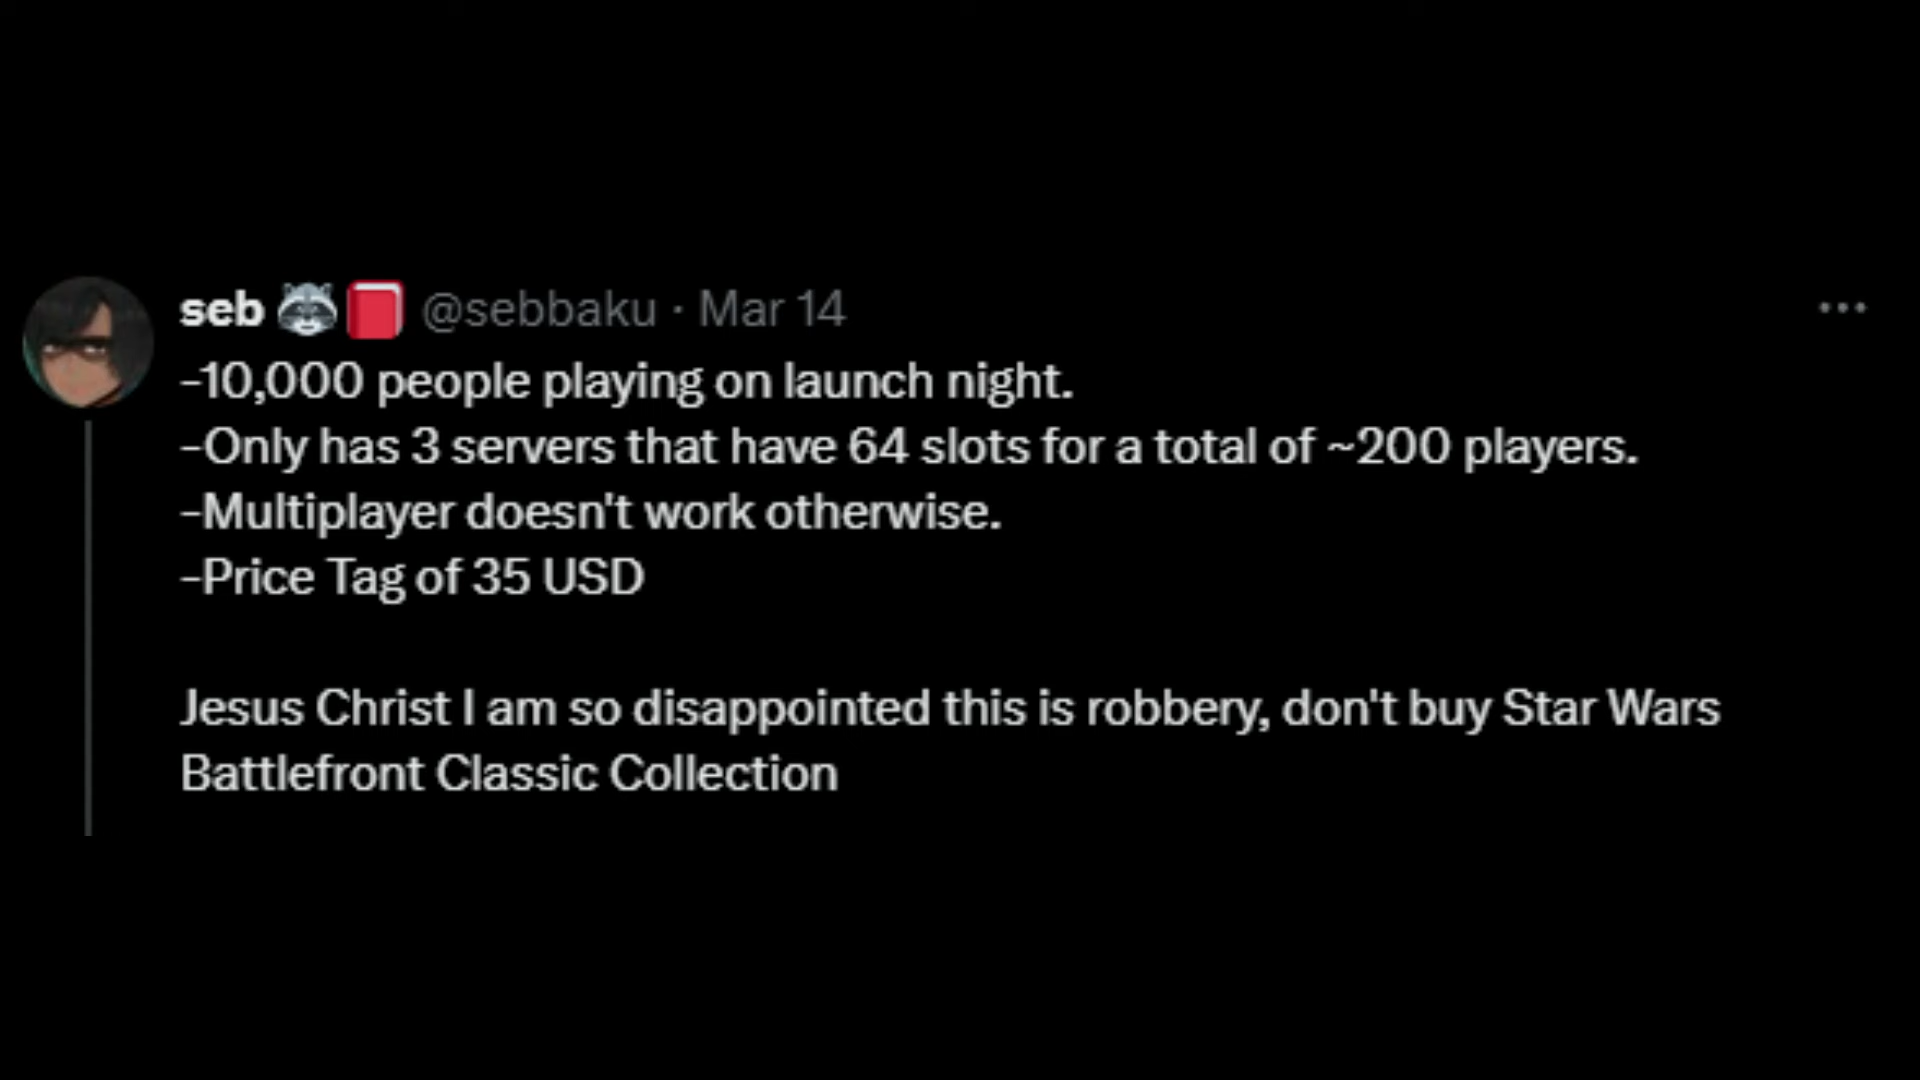 seb 🦝📕 @sebbaku · Mar 14
-10,000 people playing on launch night.
-Only has 3 servers that have 64 slots for a total of ~200 players.
-Multiplayer doesn't work otherwise.
-Price Tag of 35 USD
Jesus Christ I am so disappointed this is robbery, don't buy Star Wars
Battlefront Classic Collection